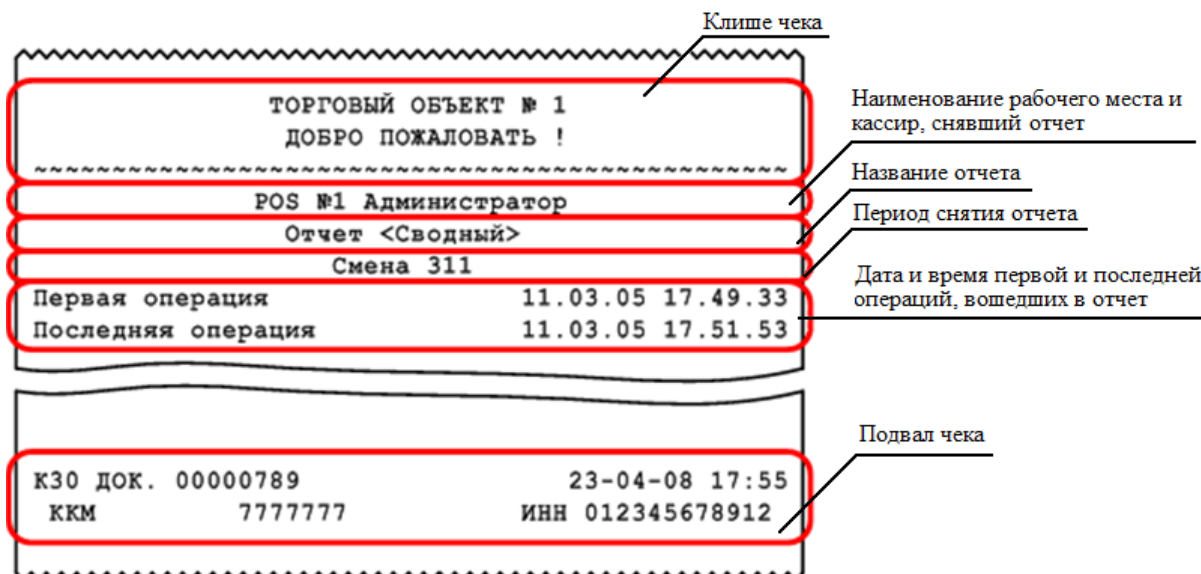 Клише чека
ТОРГОВЫЙ ОБЪЕКТ № 1
ДОБРО ПОЖАЛОВАТЬ !
~~~~~~~~~~~~~~~~~~~~~~~~~~~~~~~~~~~~~~~~~~~~~~~~
Наименование рабочего места и
кассир, снявший отчет
POS №1 Администратор
Название отчета
Отчет <Сводный>
Период снятия отчета
Смена 311
Дата и время первой и последней
операций, вошедших в отчет
Первая операция 11.03.05 17.49.33
Последняя операция 11.03.05 17.51.53
Подвал чека
КЗ0 ДОК. 00000789 23-04-08 17:55
ККМ 7777777 ИНН 012345678912